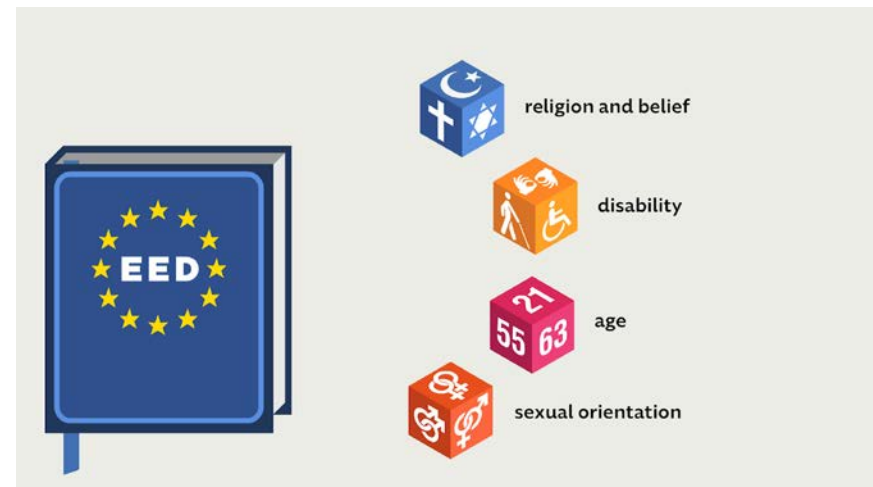 religion and belief
EED
disability
21
55 63
age
sexual orientation